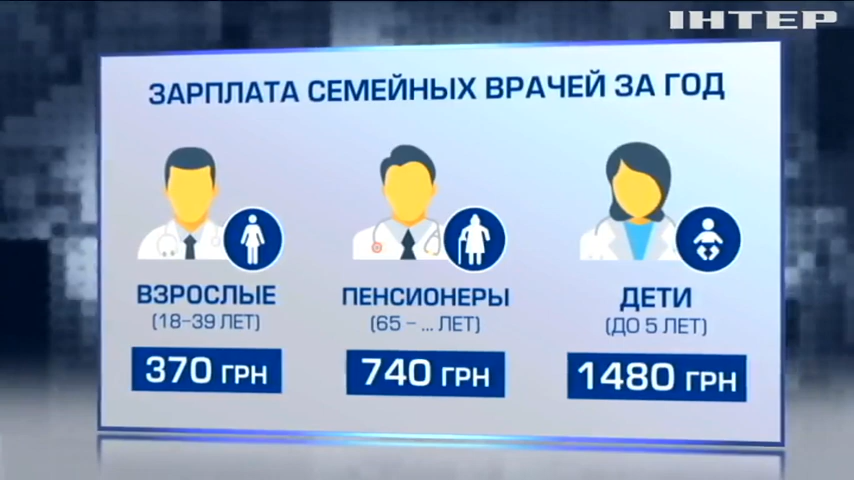 ІНТЕР
ЗАРПЛАТА СЕМЕЙНЫХ ВРАЧЕЙ ЗА ГОД
ВЗРОСЛЫЕ
(18-39 ЛЕТ)
370 ГРН
ПЕНСИОНЕРЫ
(65 - ... ЛЕТ)
740 ГРН
ДЕТИ
(ДО 5 ЛЕТ)
1480 ГРН